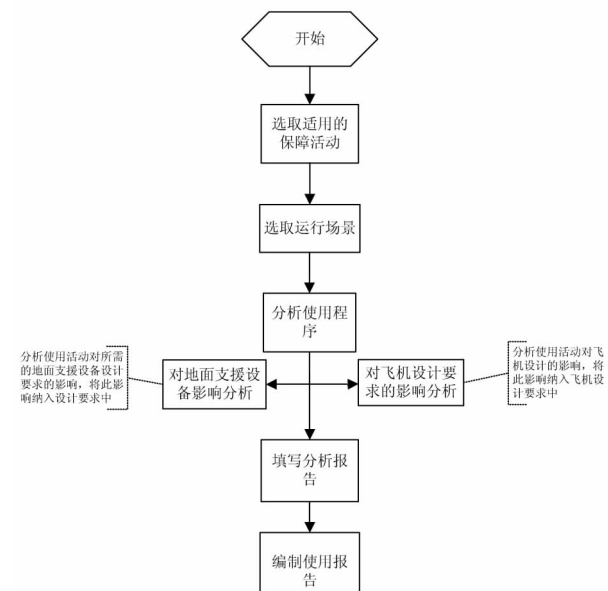 开始
选取适用的
保障活动
选取运行场景
分析使用程
序
分析使用活动对所需
的地面支援设备设计
要求的影响，将此影
响纳入设计要求中
对地面支援设
备影响分析
对飞机设计要
求的影响分析
分析使用活动对飞
机设计的影响，将
此影响纳入飞机设
计要求中
填写分析报
告
编制使用报
告